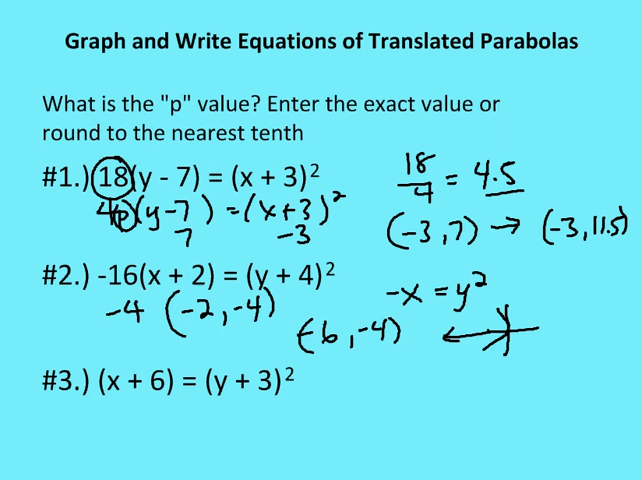 Graph and Write Equations of Translated Parabolas
What is the "p" value? Enter the exact value or
round to the nearest tenth
#1.) 18(y - 7) = (x + 3)²
18/4 = 4.5
4p(y-7) = (x+3)²
7 -3
(-3,7) → (-3,11.5)
#2.) -16(x + 2) = (y + 4)²
-x = y²
-4 (-2,-4)
(-6,-4)
#3.) (x + 6) = (y + 3)²